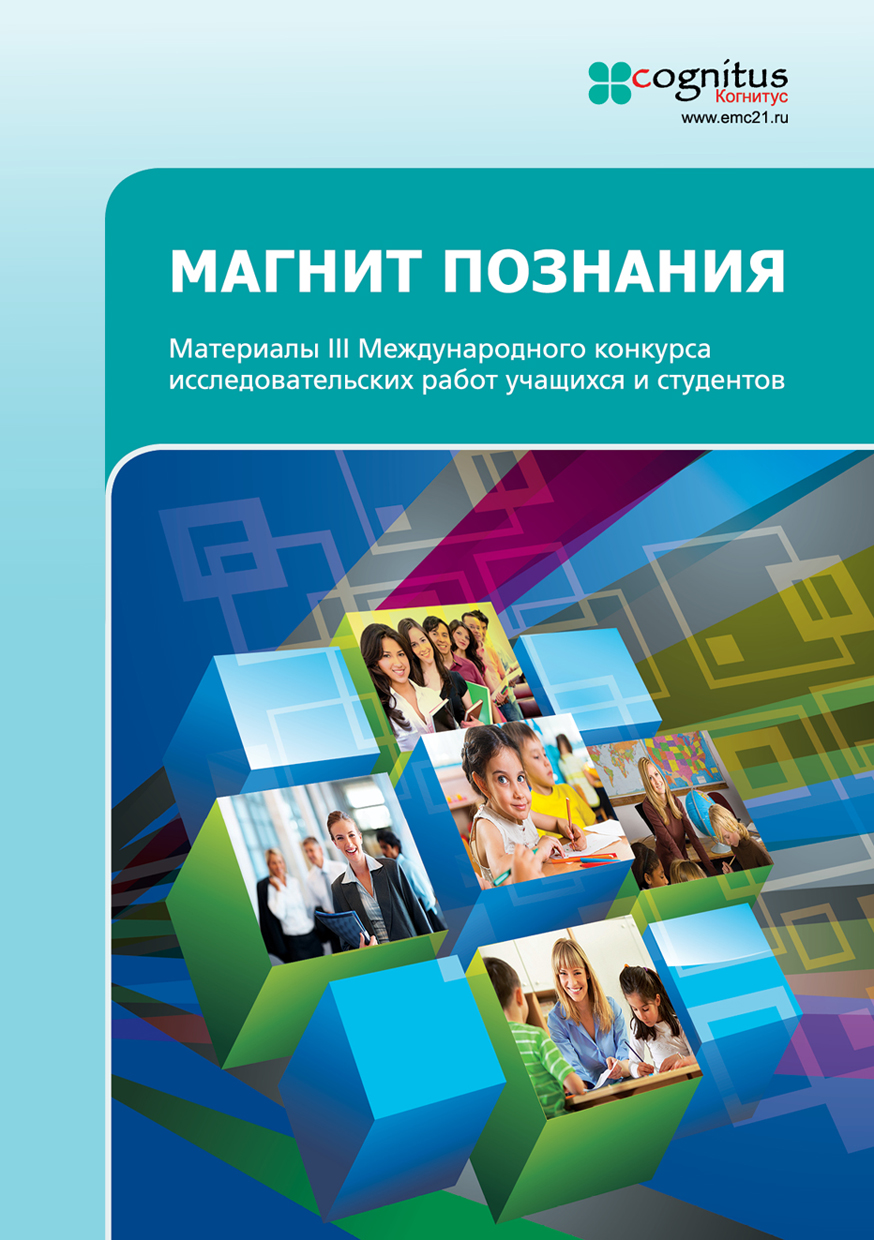 cognitus
Когнитус
www.emc21.ru
МАГНИТ ПОЗНАНИЯ
Материалы III Международного конкурса
исследовательских работ учащихся и студентов